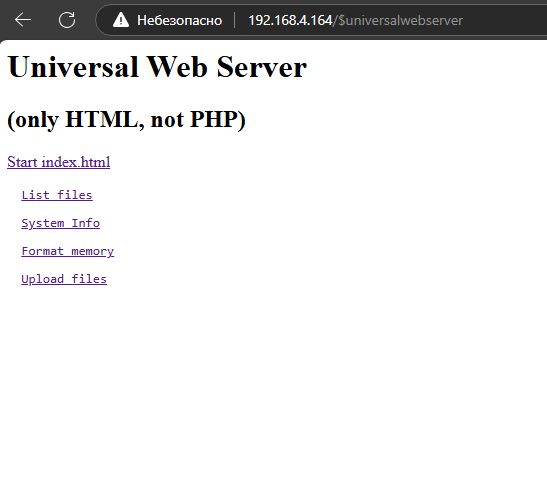 Небезопасно 192.168.4.164/$universalwebserver
Universal Web Server
(only HTML, not PHP)
Start index.html
List files
System Info
Format memory
Upload files